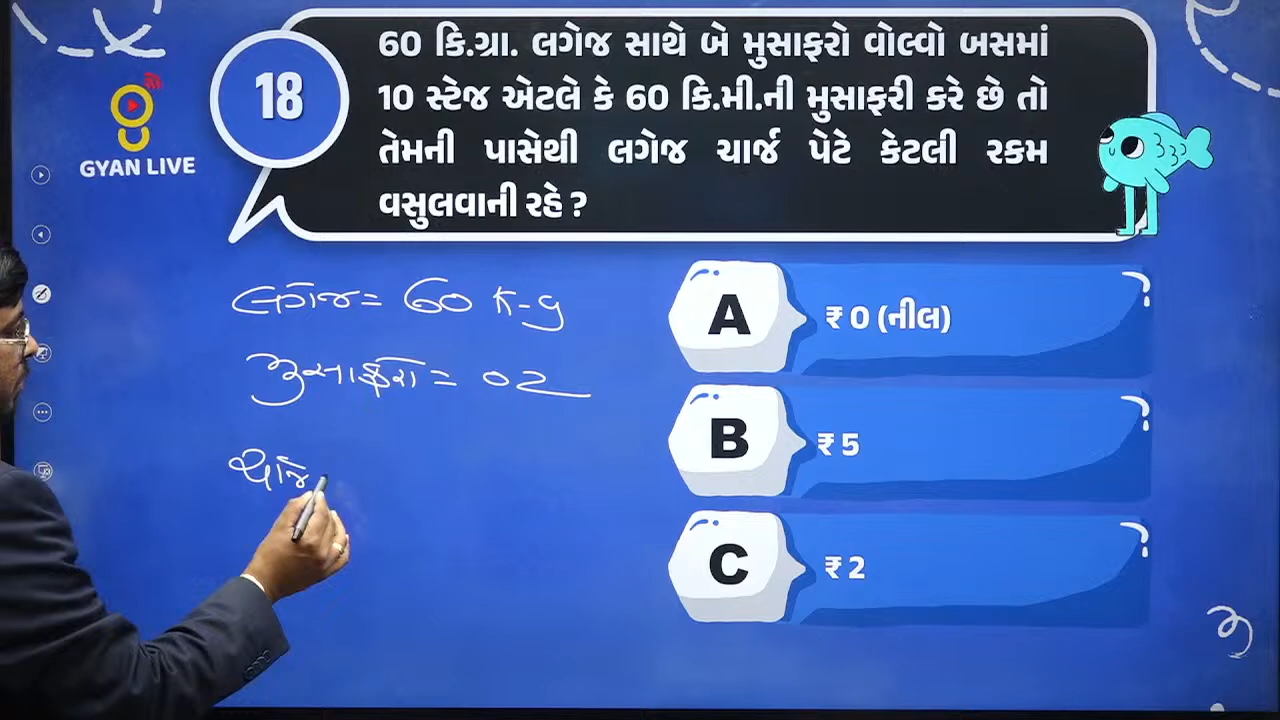 18
60 કિ.ગ્રા. લગેજ સાથે બે મુસાફરો વોલ્વો બસમાં
10 સ્ટેજ એટલે કે 60 કિ.મી.ની મુસાફરી કરે છે તો
તેમની પાસેથી લગેજ ચાર્જ પેટે કેટલી રકમ
વસુલવાની રહે ?
GYAN LIVE
લગેજ = 60 K-g
મુસાફરો = 02
ચાર્જ
A ₹ 0 (નીલ)
B ₹ 5
C ₹ 2